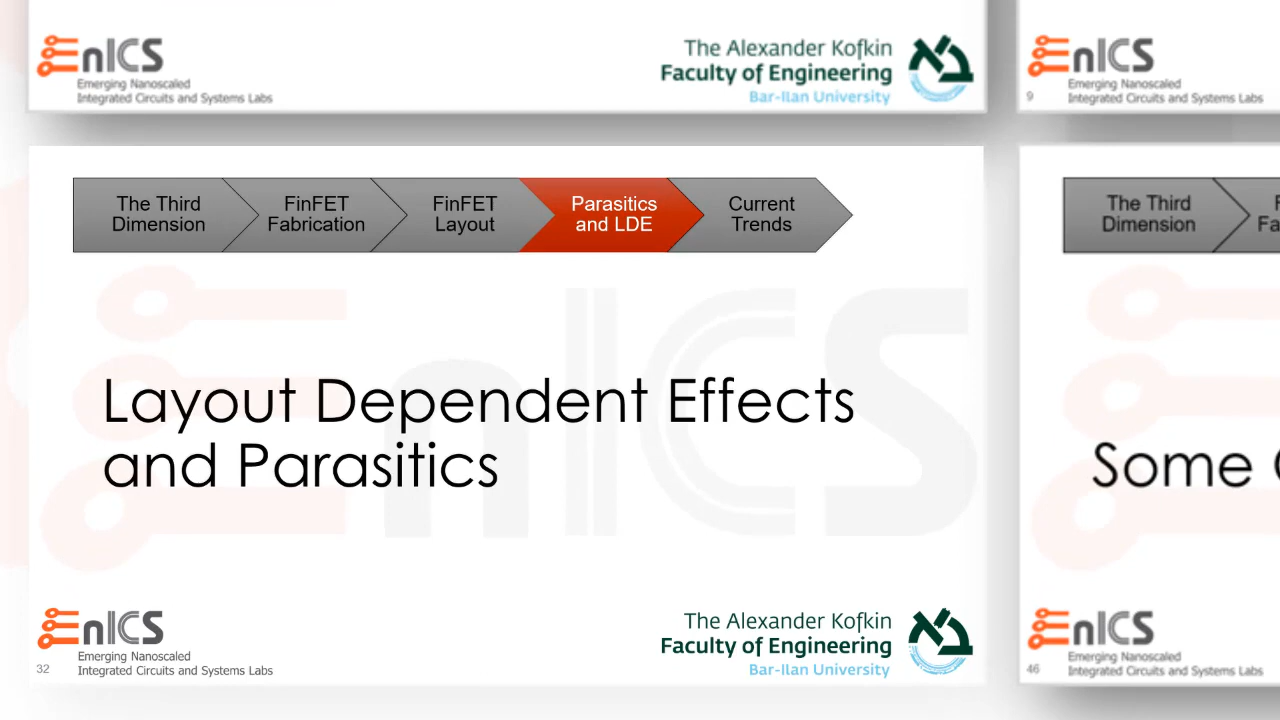 EnICS
Emerging Nanoscaled
Integrated Circuits and Systems Labs
The Alexander Kofkin
Faculty of Engineering
Bar-Ilan University
EnICS
Emerging Nanoscaled
9
Integrated Circuits and Systems Labs
The Third
Dimension
FinFET
Fabrication
FinFET
Layout
Parasitics
and LDE
Current
Trends
Layout Dependent Effects
and Parasitics
EnICS
Emerging Nanoscaled
32
Integrated Circuits and Systems Labs
The Alexander Kofkin
Faculty of Engineering
Bar-Ilan University
The Third
Dimension
F
Fa
Some
EnICS
Emerging Nanoscaled
46
Integrated Circuits and Systems Labs